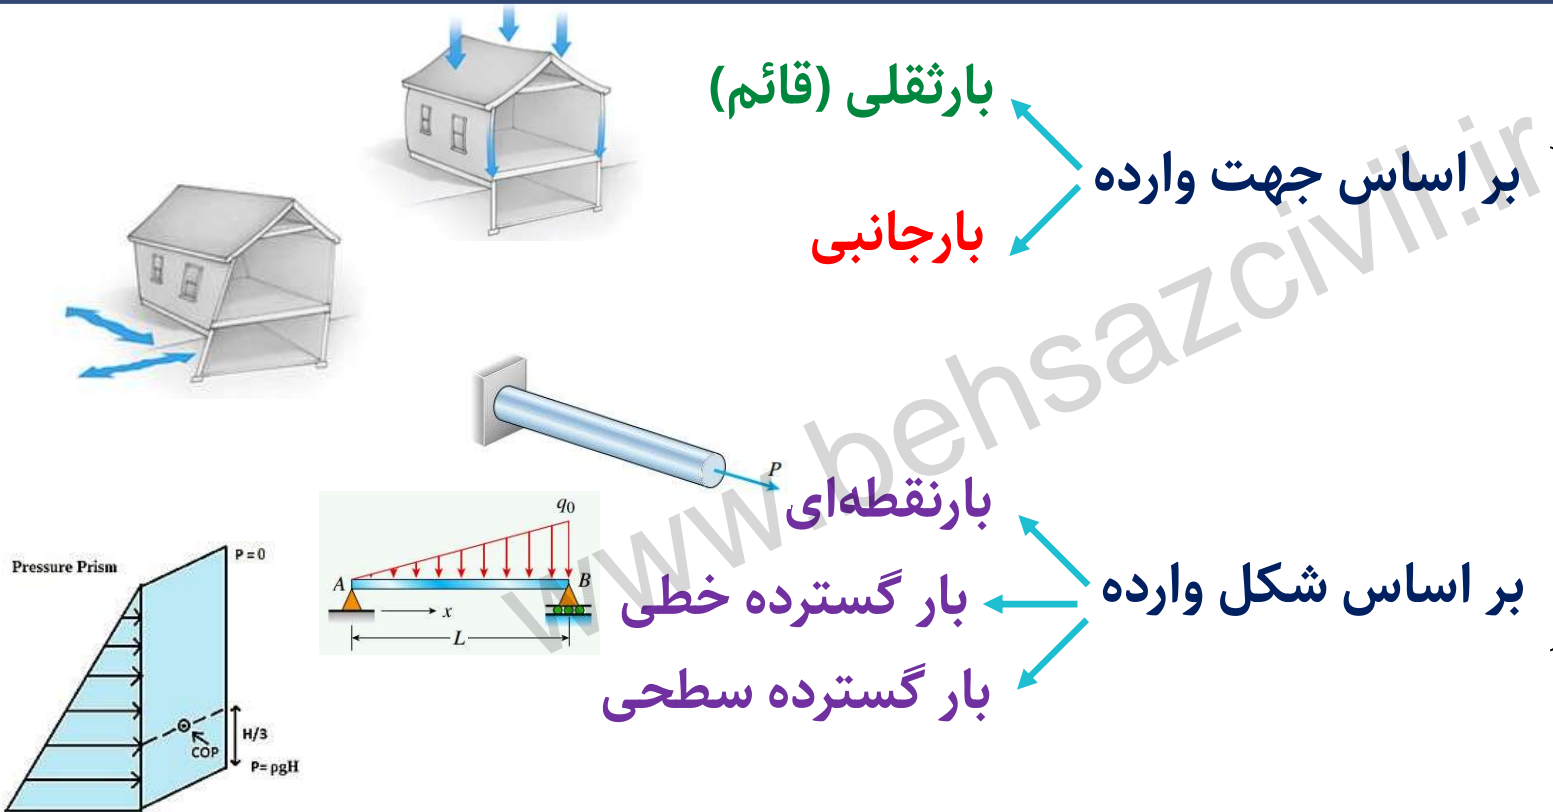 بارثقلی (قائم)
بر اساس جهت وارده
بارجانبی
P
بارنقطه‌ای
بر اساس شکل وارده
بار گسترده خطی
بار گسترده سطحی
q0
A
B
x
L
Pressure Prism
P = 0
H/3
COP
P= ρgH
www.behsazcivil.ir